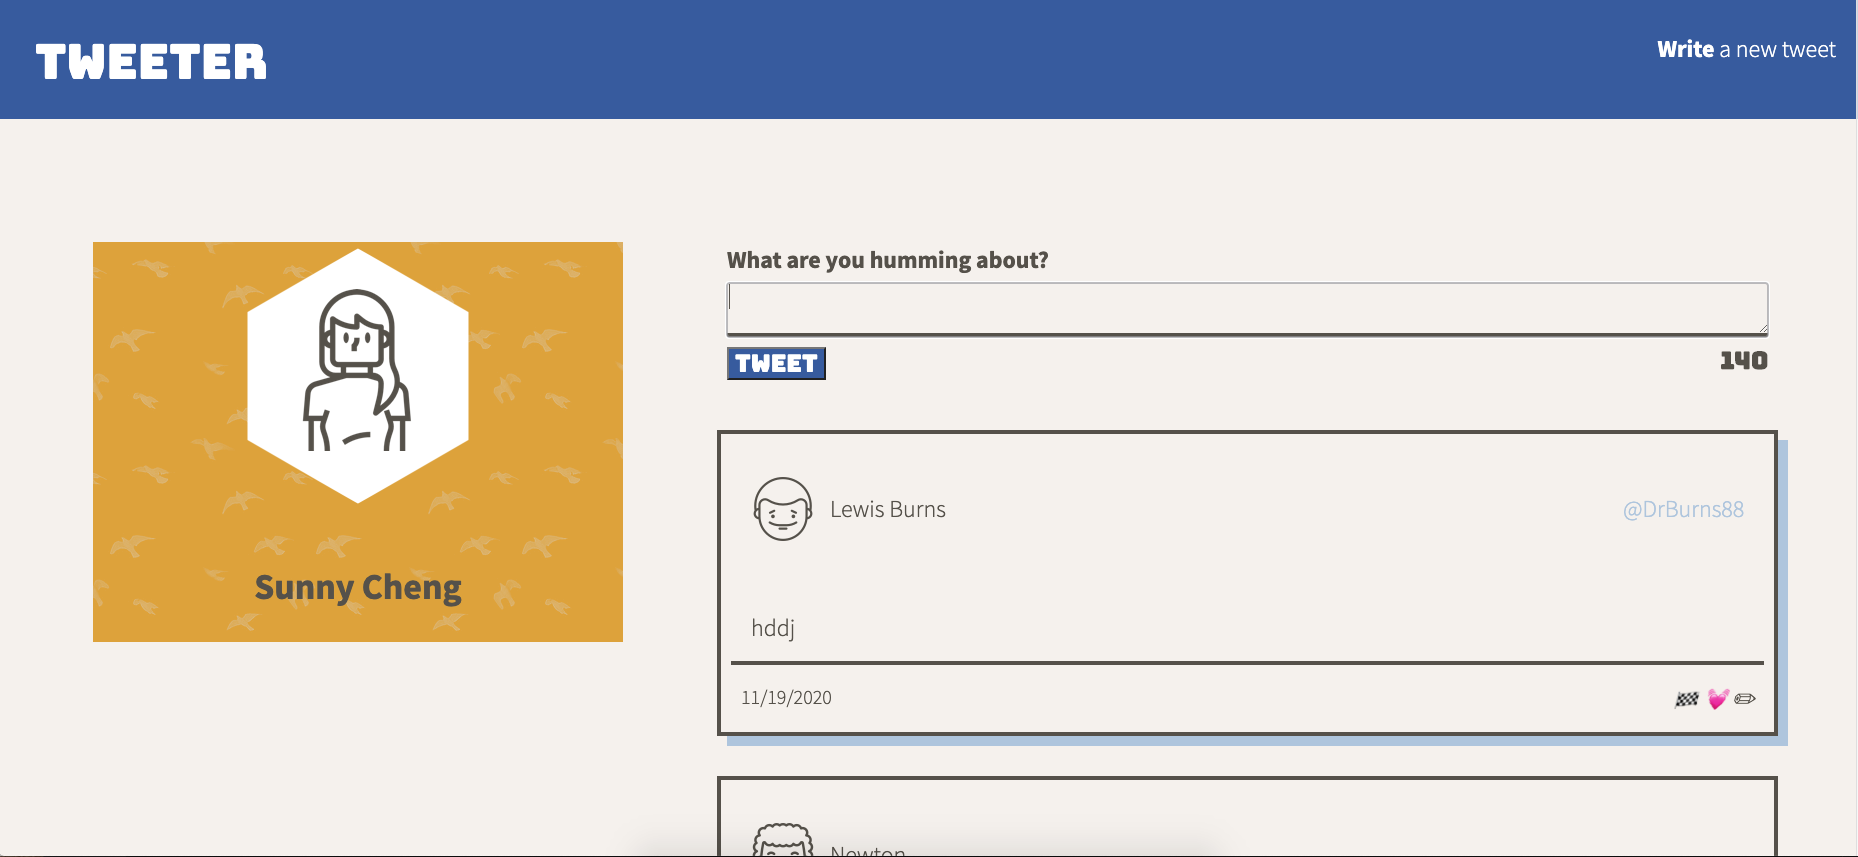 TWEETER
Write a new tweet
Sunny Cheng
What are you humming about?
TWEET
140
Lewis Burns
@DrBurns88
hddj
11/19/2020
Newton